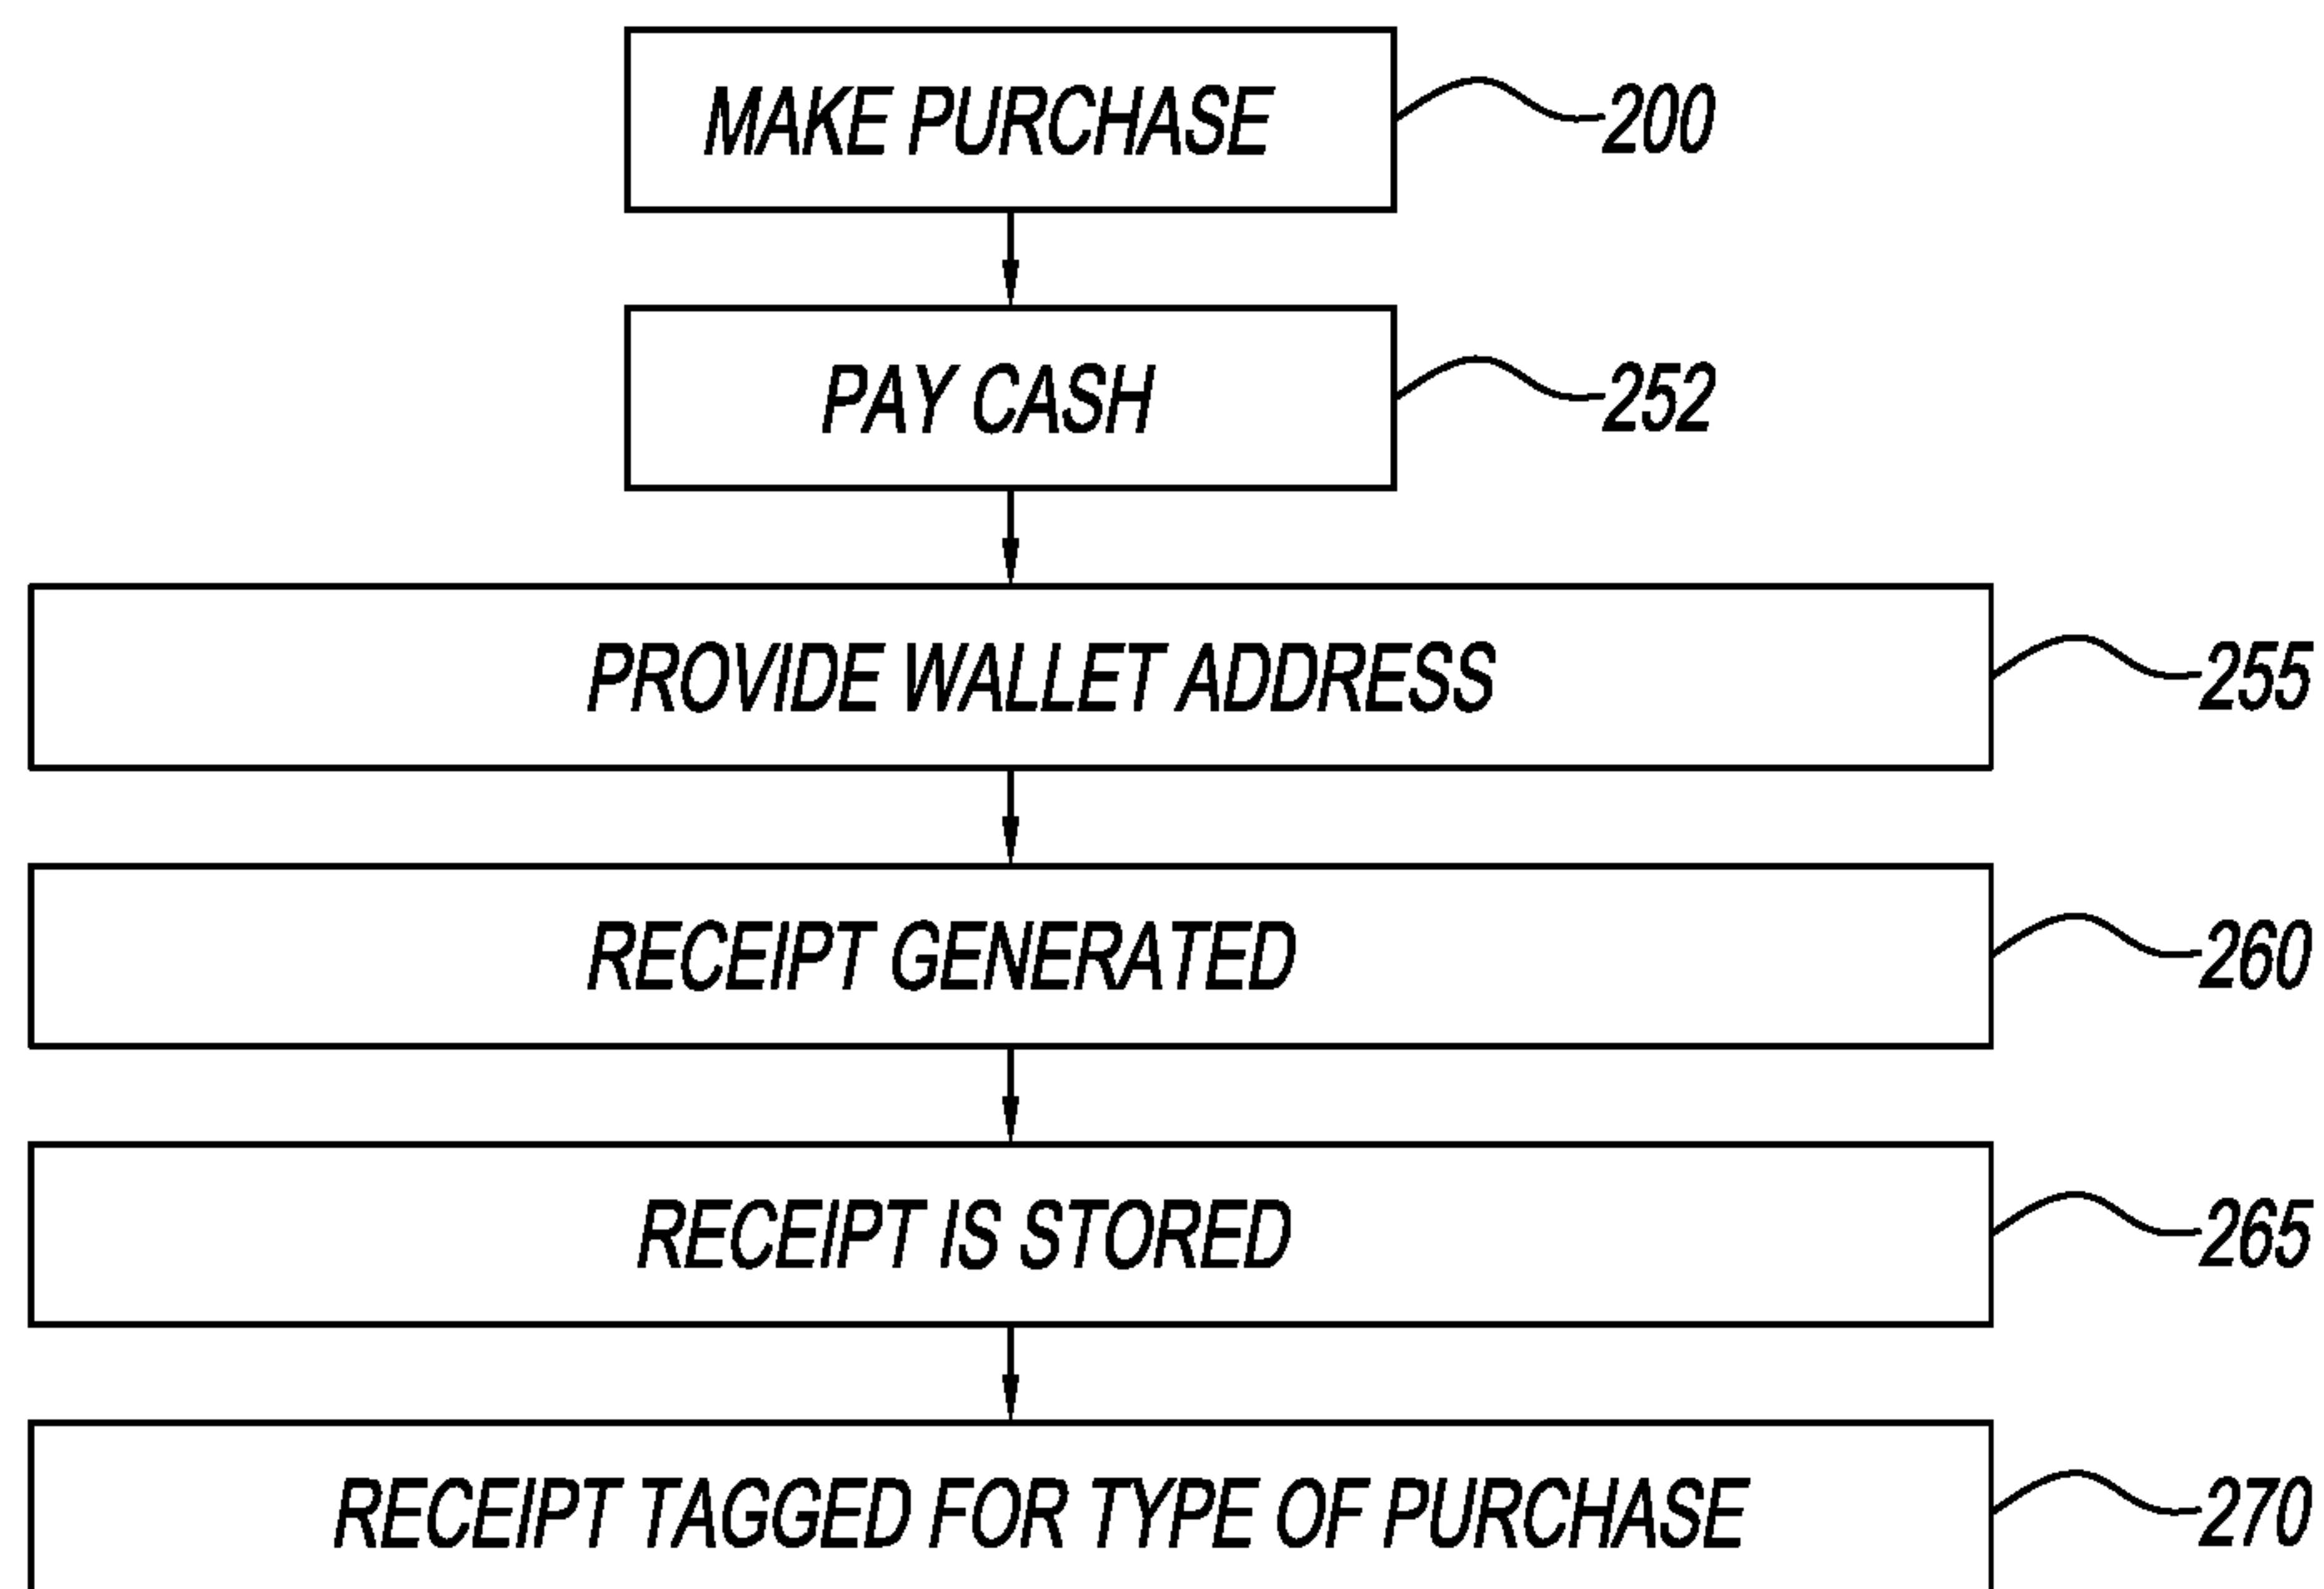 MAKE PURCHASE 200
PAY CASH 252
PROVIDE WALLET ADDRESS 255
RECEIPT GENERATED 260
RECEIPT IS STORED 265
RECEIPT TAGGED FOR TYPE OF PURCHASE 270